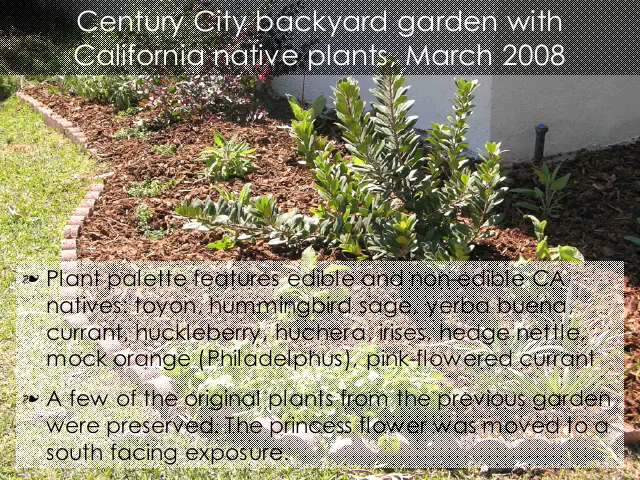 Century City backyard garden with
California native plants, March 2008
❧ Plant palette features edible and non-edible CA
natives: toyon, hummingbird sage, yerba buena,
currant, huckleberry, huchera, irises, hedge nettle,
mock orange (Philadelphus), pink-flowered currant
❧ A few of the original plants from the previous garden
were preserved. The princess flower was moved to a
south facing exposure.